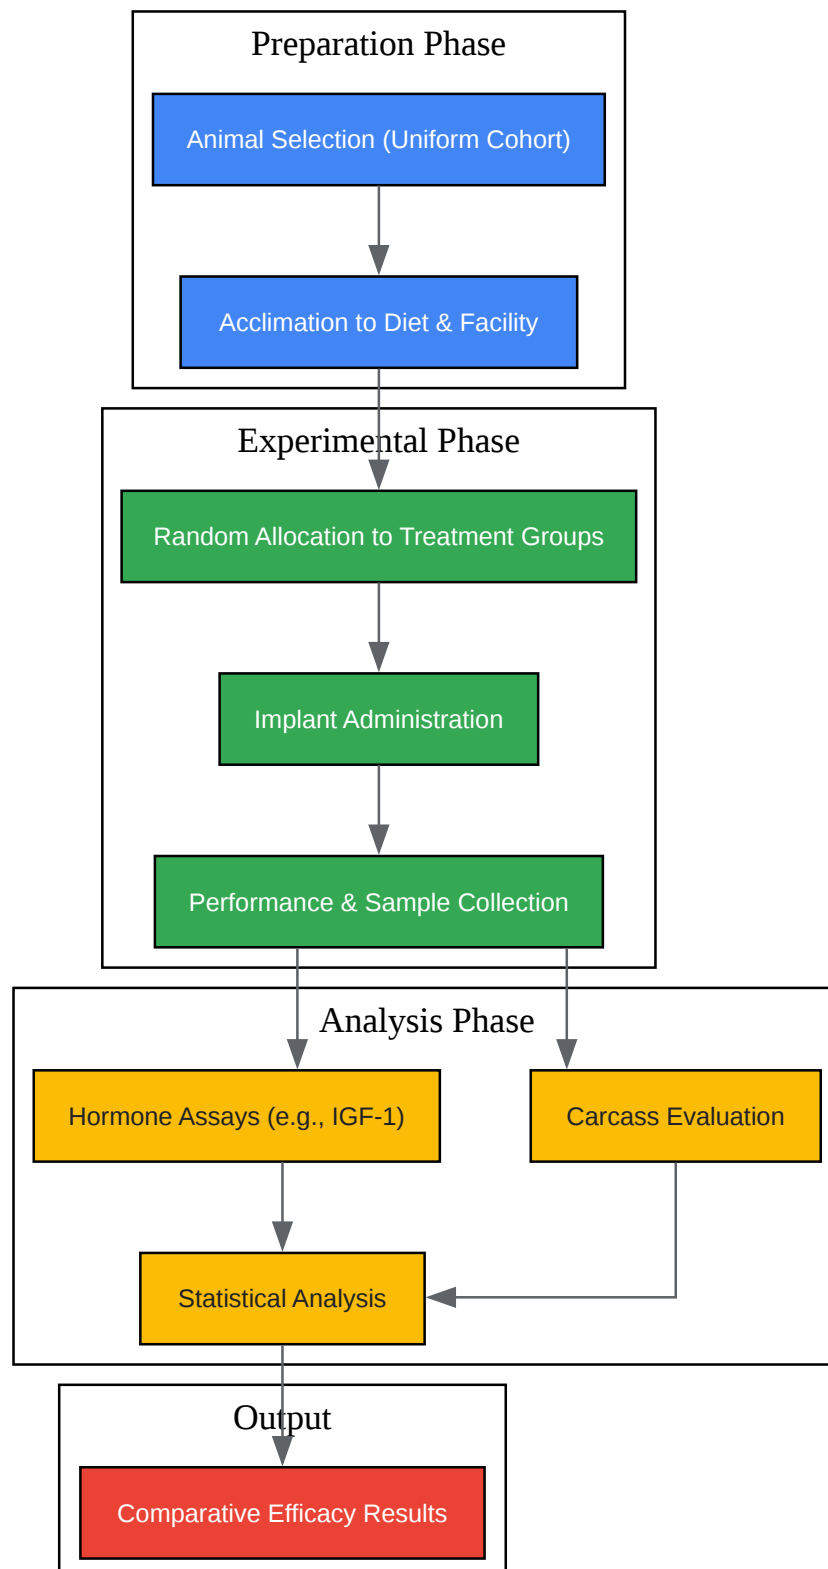 Preparation Phase
Animal Selection (Uniform Cohort)
Acclimation to Diet & Facility
Experimental Phase
Random Allocation to Treatment Groups
Implant Administration
Performance & Sample Collection
Analysis Phase
Hormone Assays (e.g., IGF-1)
Carcass Evaluation
Statistical Analysis
Output
Comparative Efficacy Results